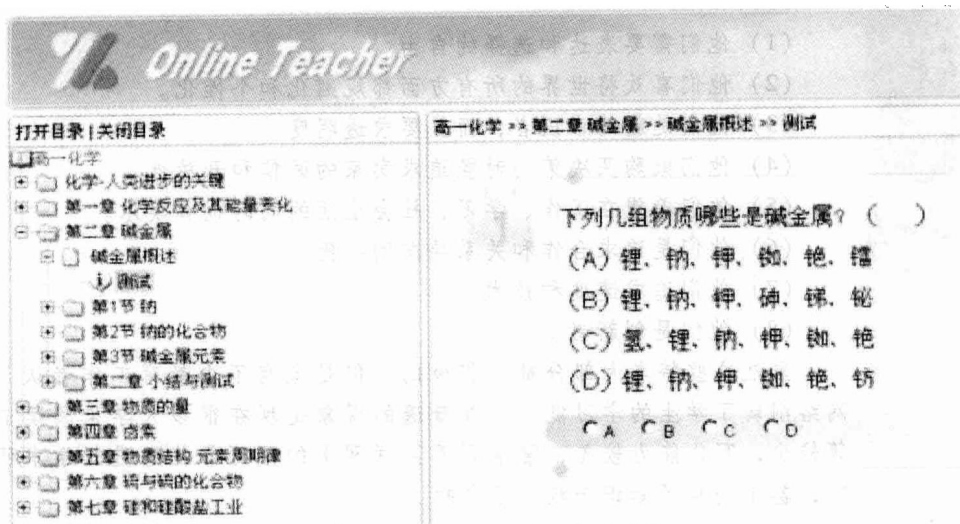 Online Teacher
打开目录 | 关闭目录
高一化学
化学-人类进步的关键
第一章 化学反应及其能量变化
第二章 碱金属
碱金属概述
测试
第1节 钠
第2节 钠的化合物
第3节 碱金属元素
第二章 小结与测试
第三章 物质的量
第四章 卤素
第五章 物质结构 元素周期律
第六章 硫与硫的化合物
第七章 硅和硅酸盐工业
高一化学 >> 第二章 碱金属 >> 碱金属概述 >> 测试
下列几组物质哪些是碱金属？（ ）
（A）锂、钠、钾、铷、铯、镭
（B）锂、钠、钾、砷、锑、铋
（C）氢、锂、钠、钾、铷、铯
（D）锂、钠、钾、铷、铯、钫
A B C D